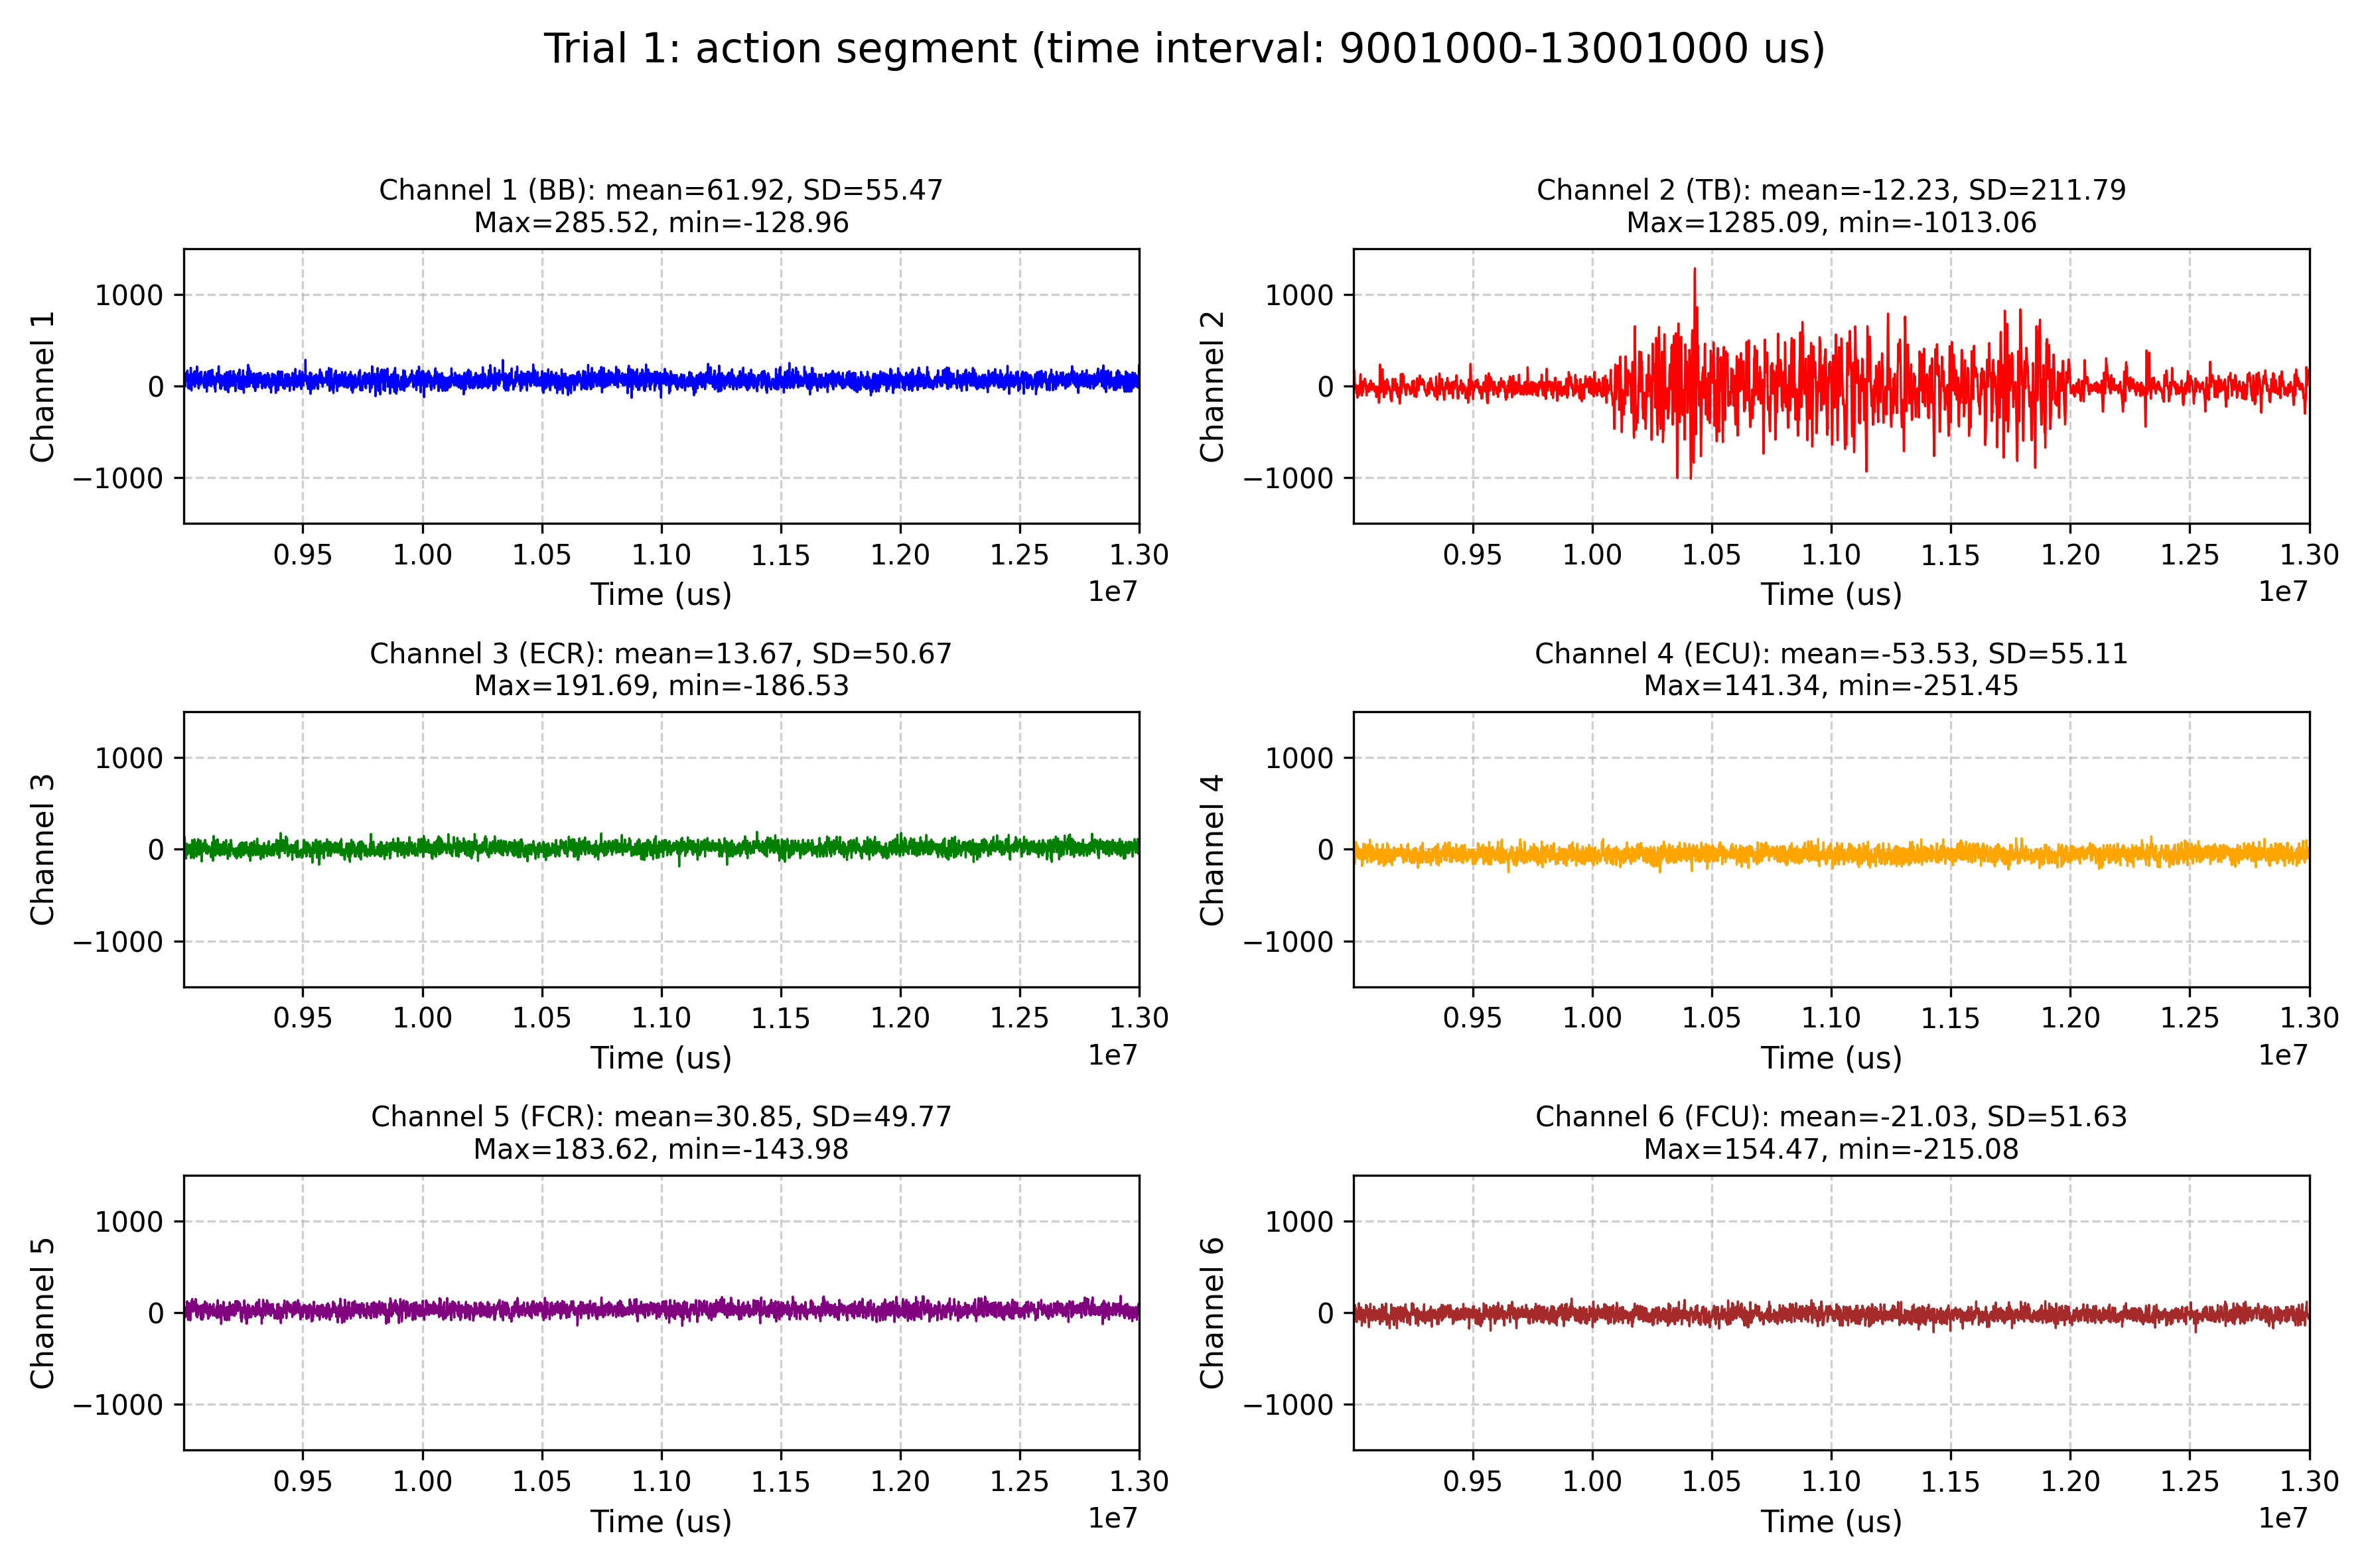 Trial 1: action segment (time interval: 9001000-13001000 us)
Channel 1 (BB): mean=61.92, SD=55.47
Max=285.52, min=-128.96
Channel 1
1000
0
−1000
0.95 1.00 1.05 1.10 1.15 1.20 1.25 1.30
Time (us)
1e7
Channel 2 (TB): mean=-12.23, SD=211.79
Max=1285.09, min=-1013.06
Channel 2
1000
0
−1000
0.95 1.00 1.05 1.10 1.15 1.20 1.25 1.30
Time (us)
1e7
Channel 3 (ECR): mean=13.67, SD=50.67
Max=191.69, min=-186.53
Channel 3
1000
0
−1000
0.95 1.00 1.05 1.10 1.15 1.20 1.25 1.30
Time (us)
1e7
Channel 4 (ECU): mean=-53.53, SD=55.11
Max=141.34, min=-251.45
Channel 4
1000
0
−1000
0.95 1.00 1.05 1.10 1.15 1.20 1.25 1.30
Time (us)
1e7
Channel 5 (FCR): mean=30.85, SD=49.77
Max=183.62, min=-143.98
Channel 5
1000
0
−1000
0.95 1.00 1.05 1.10 1.15 1.20 1.25 1.30
Time (us)
1e7
Channel 6 (FCU): mean=-21.03, SD=51.63
Max=154.47, min=-215.08
Channel 6
1000
0
−1000
0.95 1.00 1.05 1.10 1.15 1.20 1.25 1.30
Time (us)
1e7